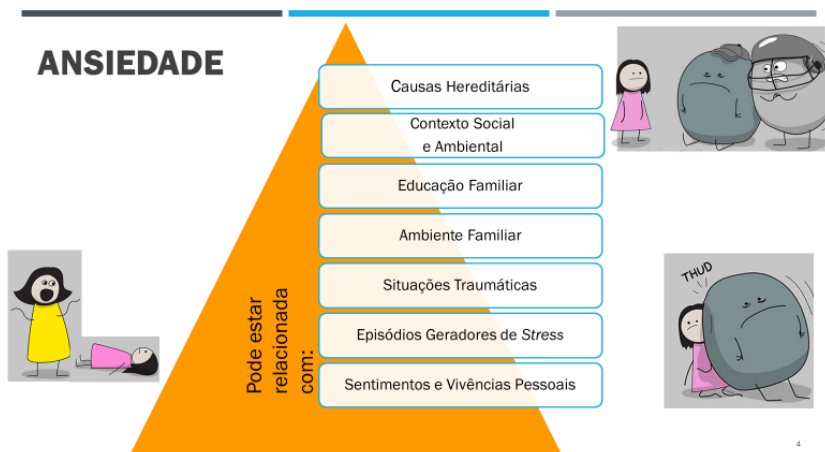 ANSIEDADE
Causas Hereditárias
Contexto Social
e Ambiental
Educação Familiar
Ambiente Familiar
Situações Traumáticas
Episódios Geradores de Stress
Sentimentos e Vivências Pessoais
Pode estar
relacionada
com:
THUD
4